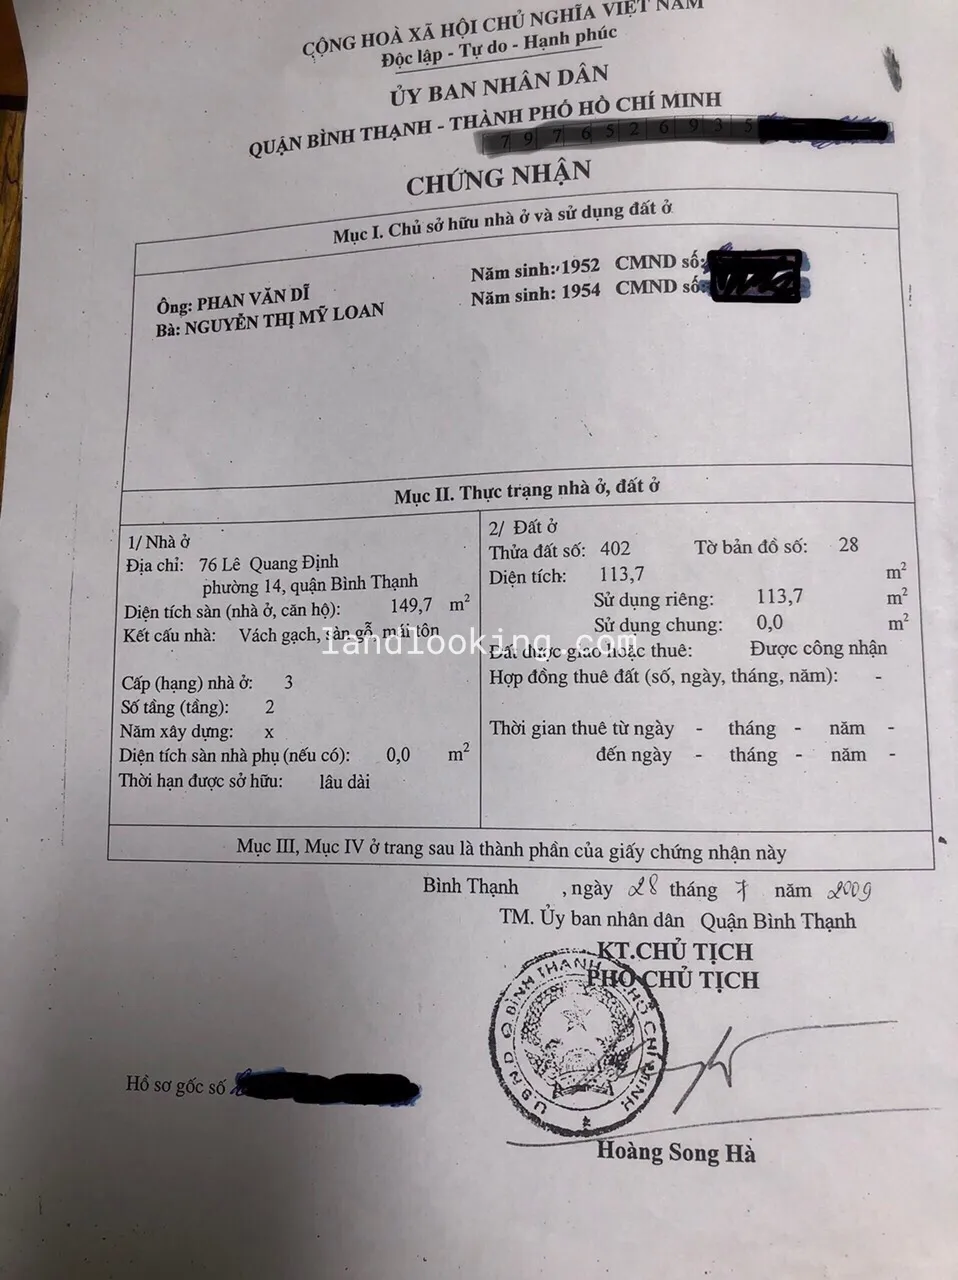 CỘNG HOÀ XÃ HỘI CHỦ NGHĨA VIỆT NAM
Độc lập - Tự do - Hạnh phúc
ỦY BAN NHÂN DÂN
QUẬN BÌNH THẠNH - THÀNH PHỐ HỒ CHÍ MINH
CHỨNG NHẬN
Mục I. Chủ sở hữu nhà ở và sử dụng đất ở
Ông: PHAN VĂN DĨ Năm sinh: 1952 CMND số:
Bà: NGUYỄN THỊ MỸ LOAN Năm sinh: 1954 CMND số:
Mục II. Thực trạng nhà ở, đất ở
1/ Nhà ở
Địa chỉ: 76 Lê Quang Định
phường 14, quận Bình Thạnh
Diện tích sàn (nhà ở, căn hộ): 149,7 m²
Kết cấu nhà: Vách gạch, sàn gỗ, mái tôn
Cấp (hạng) nhà ở: 3
Số tầng (tầng): 2
Năm xây dựng: x
Diện tích sàn nhà phụ (nếu có): 0,0 m²
Thời hạn được sở hữu: lâu dài
2/ Đất ở
Thửa đất số: 402 Tờ bản đồ số: 28
Diện tích: 113,7 m²
Sử dụng riêng: 113,7 m²
Sử dụng chung: 0,0 m²
landlooking.com
Đất được giao hoặc thuê: Được công nhận
Hợp đồng thuê đất (số, ngày, tháng, năm): -
Thời gian thuê từ ngày - tháng - năm -
đến ngày - tháng - năm -
Mục III, Mục IV ở trang sau là thành phần của giấy chứng nhận này
Bình Thạnh , ngày 28 tháng 7 năm 2009
TM. Ủy ban nhân dân Quận Bình Thạnh
KT.CHỦ TỊCH
PHÓ CHỦ TỊCH
U.B.N.D Q BÌNH THẠNH T.P HỒ CHÍ MINH
Hồ sơ gốc số
Hoàng Song Hà